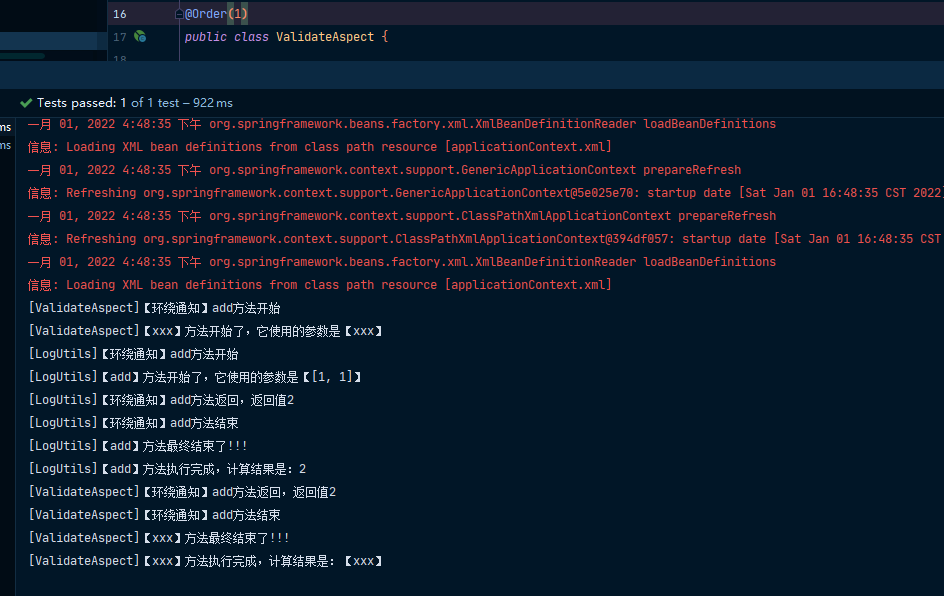 16 @Order(1)
17 public class ValidateAspect {
18
Tests passed: 1 of 1 test – 922 ms
ms
一月 01, 2022 4:48:35 下午 org.springframework.beans.factory.xml.XmlBeanDefinitionReader loadBeanDefinitions
ms
信息: Loading XML bean definitions from class path resource [applicationContext.xml]
一月 01, 2022 4:48:35 下午 org.springframework.context.support.GenericApplicationContext prepareRefresh
信息: Refreshing org.springframework.context.support.GenericApplicationContext@5e025e70: startup date [Sat Jan 01 16:48:35 CST 2022]
一月 01, 2022 4:48:35 下午 org.springframework.context.support.ClassPathXmlApplicationContext prepareRefresh
信息: Refreshing org.springframework.context.support.ClassPathXmlApplicationContext@394df057: startup date [Sat Jan 01 16:48:35 CST
一月 01, 2022 4:48:35 下午 org.springframework.beans.factory.xml.XmlBeanDefinitionReader loadBeanDefinitions
信息: Loading XML bean definitions from class path resource [applicationContext.xml]
[ValidateAspect]【环绕通知】add方法开始
[ValidateAspect]【xxx】方法开始了，它使用的参数是【xxx】
[LogUtils]【环绕通知】add方法开始
[LogUtils]【add】方法开始了，它使用的参数是【[1, 1]】
[LogUtils]【环绕通知】add方法返回，返回值2
[LogUtils]【环绕通知】add方法结束
[LogUtils]【add】方法最终结束了!!!
[LogUtils]【add】方法执行完成，计算结果是：2
[ValidateAspect]【环绕通知】add方法返回，返回值2
[ValidateAspect]【环绕通知】add方法结束
[ValidateAspect]【xxx】方法最终结束了!!!
[ValidateAspect]【xxx】方法执行完成，计算结果是：【xxx】